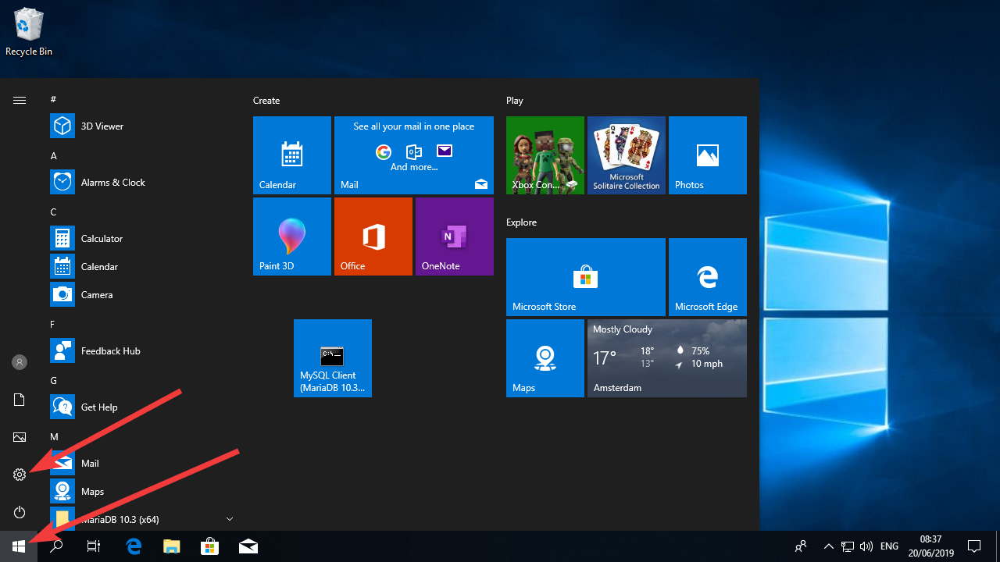 Recycle Bin
#
3D Viewer
A
Alarms & Clock
C
Calculator
Calendar
Camera
F
Feedback Hub
G
Get Help
M
Mail
Maps
MariaDB 10.3 (x64)
Create
Calendar
See all your mail in one place
And more...
Mail
Paint 3D
Office
N
OneNote
C:\_
MySQL Client
(MariaDB 10.3...
Play
Xbox Con...
Q
K
Microsoft
Solitaire Collection
Photos
Explore
Microsoft Store
Microsoft Edge
Maps
Mostly Cloudy
17°
18°
13°
75%
10 mph
Amsterdam
ENG
08:37
20/06/2019